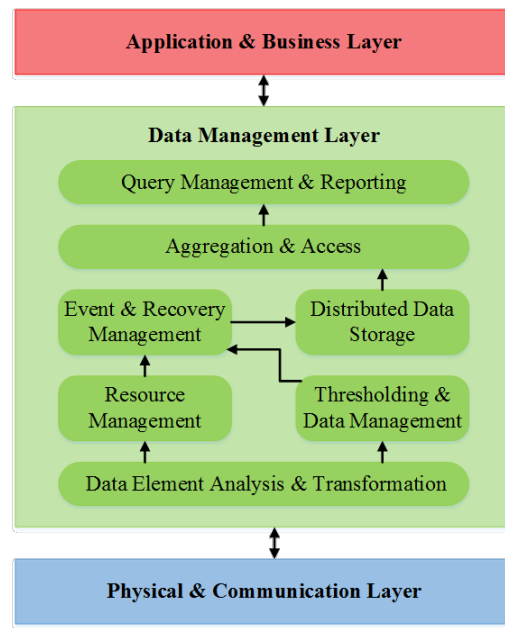 Application & Business Layer
Data Management Layer
Query Management & Reporting
Aggregation & Access
Event & Recovery
Management
Distributed Data
Storage
Resource
Management
Thresholding &
Data Management
Data Element Analysis & Transformation
Physical & Communication Layer